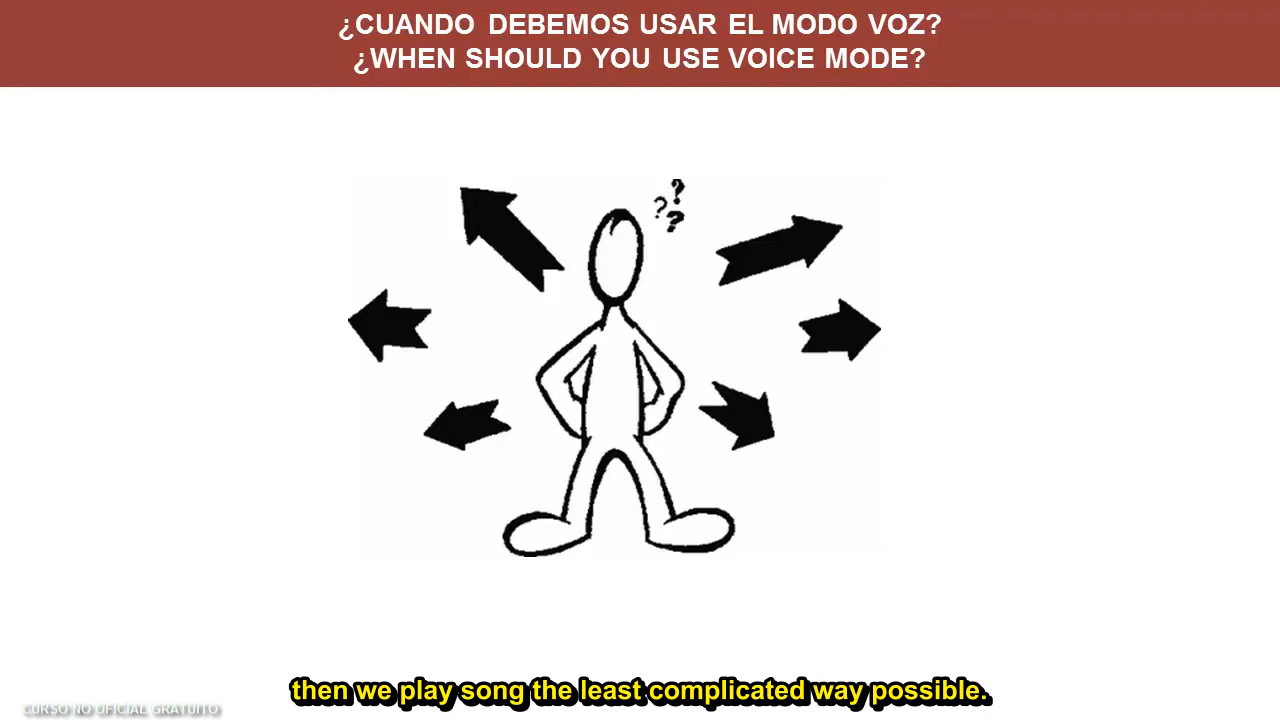 ¿CUANDO DEBEMOS USAR EL MODO VOZ?
¿WHEN SHOULD YOU USE VOICE MODE?
? ? ?
then we play song the least complicated way possible.
CURSO NO OFICIAL GRATUITO